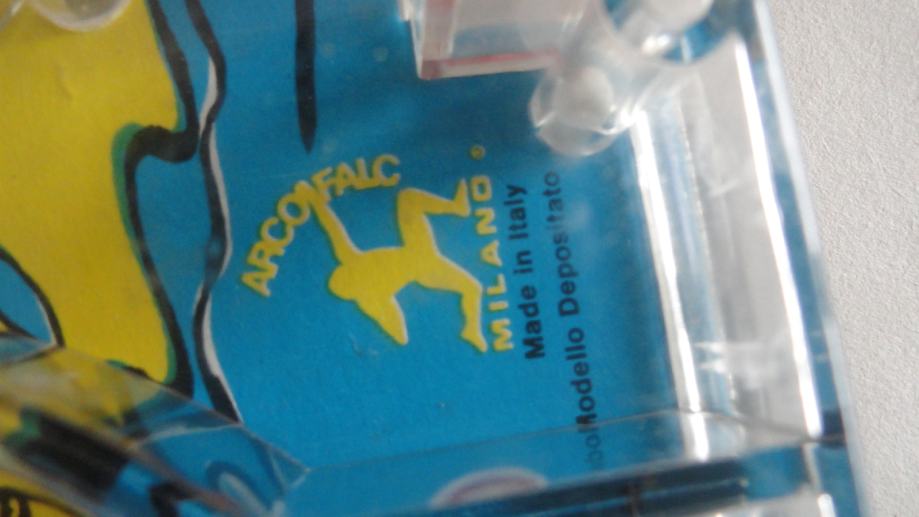 ARCOFALC
MILANO
®
Made in Italy
Modello Depositato